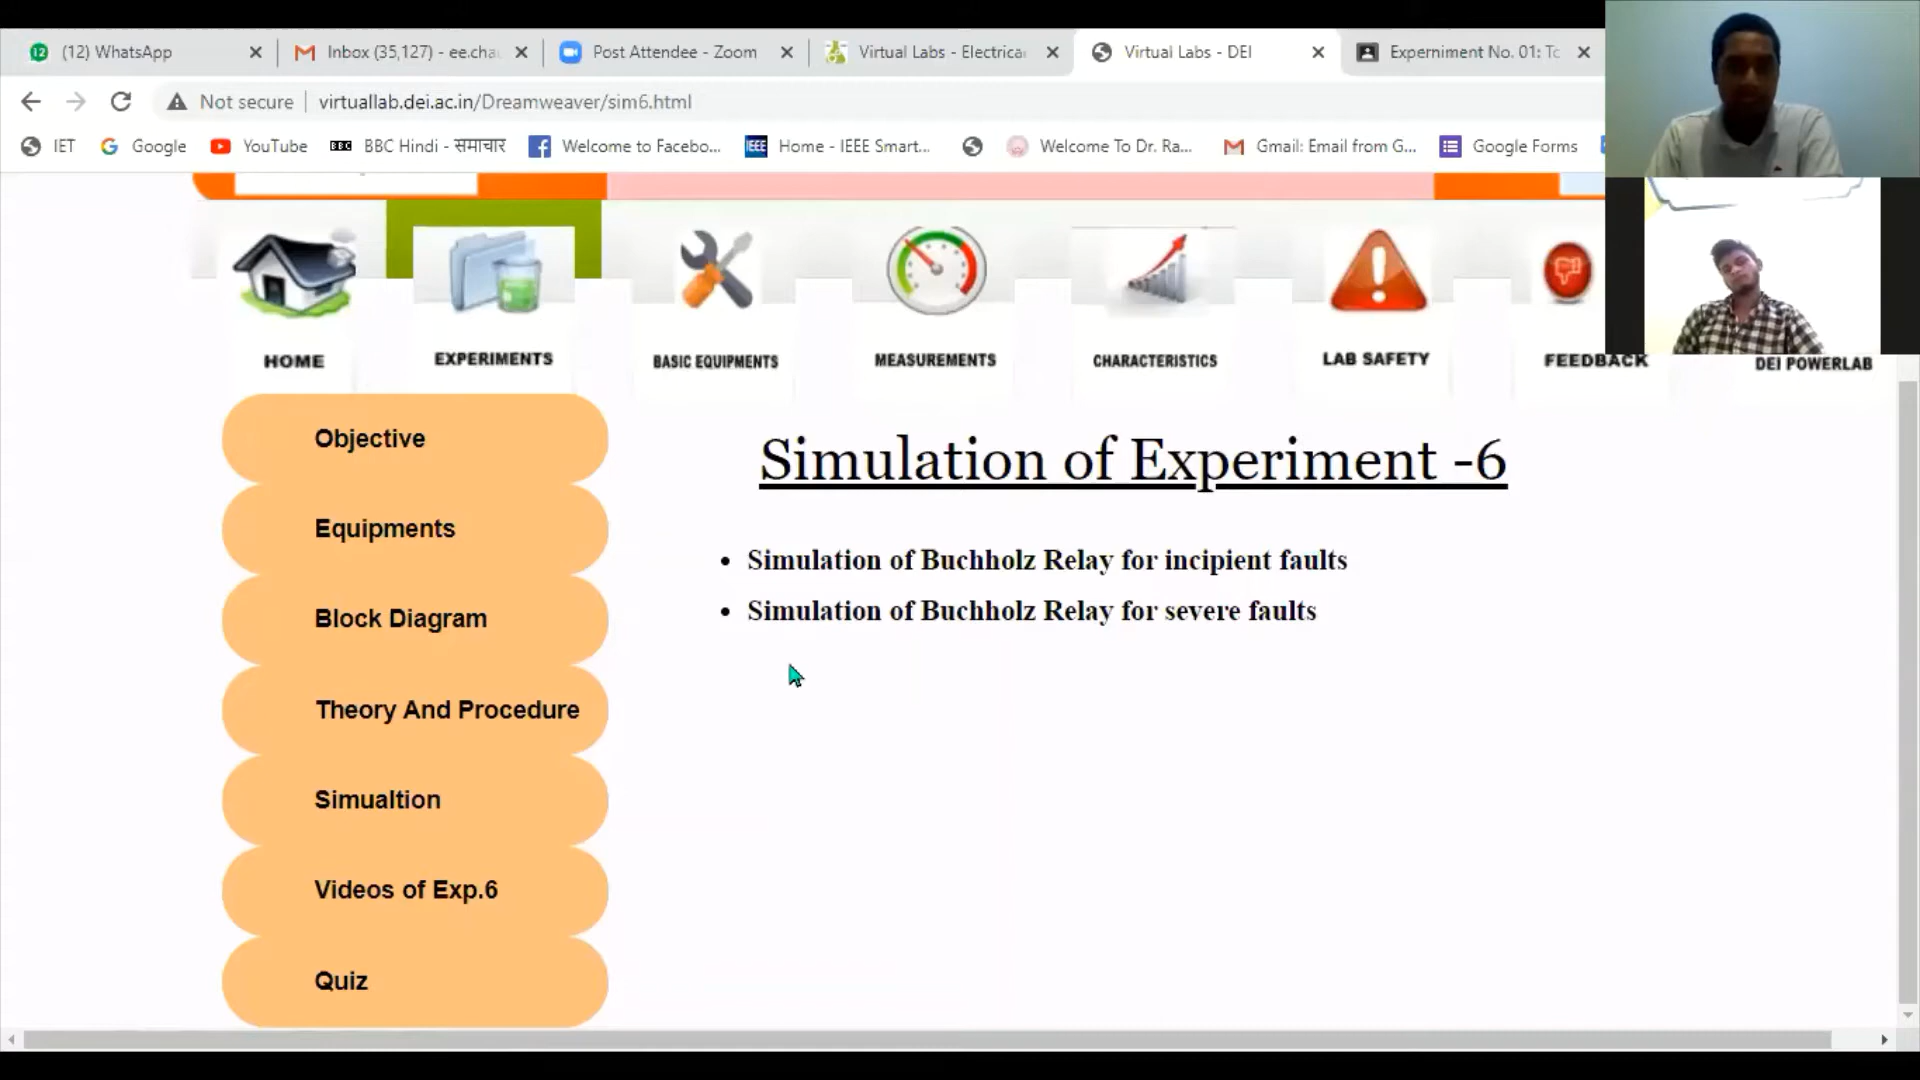 (12) WhatsApp
Inbox (35,127) - ee.cha
Post Attendee - Zoom
Virtual Labs - Electrica
Virtual Labs - DEI
Experniment No. 01: Tc
Not secure
virtuallab.dei.ac.in/Dreamweaver/sim6.html
IET
Google
YouTube
BBC BBC Hindi - समाचार
Welcome to Facebo...
IEEE Home - IEEE Smart...
Welcome To Dr. Ra...
Gmail: Email from G...
Google Forms
HOME
EXPERIMENTS
BASIC EQUIPMENTS
MEASUREMENTS
CHARACTERISTICS
LAB SAFETY
FEEDBACK
DEI POWERLAB
Objective
Equipments
Block Diagram
Theory And Procedure
Simualtion
Videos of Exp.6
Quiz
Simulation of Experiment -6
• Simulation of Buchholz Relay for incipient faults
• Simulation of Buchholz Relay for severe faults